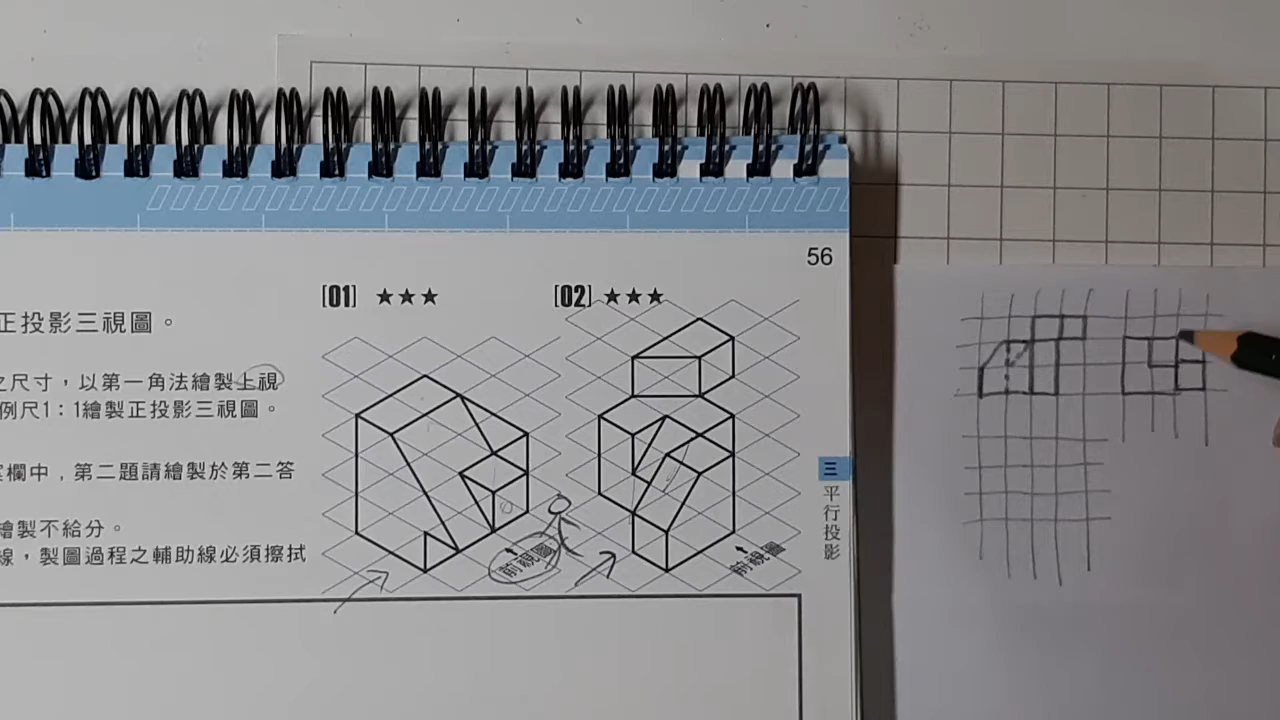 56
[01] ★★★
[02] ★★★
正投影三視圖。
之尺寸，以第一角法繪製上視
例尺1：1繪製正投影三視圖。
案欄中，第二題請繪製於第二答
繪製不給分。
線，製圖過程之輔助線必須擦拭
前視圖
前視圖
三
平行投影